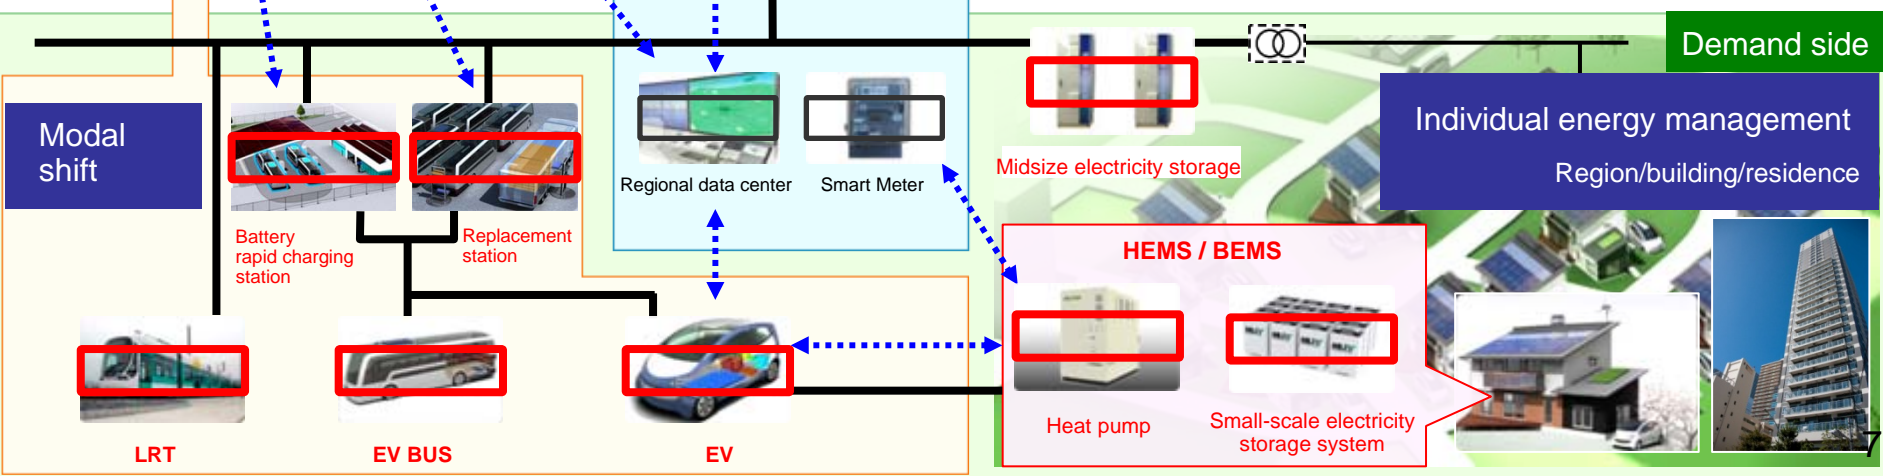 Demand side
Modal
shift
Individual energy management
Region/building/residence
Midsize electricity storage
Regional data center
Smart Meter
Battery
rapid charging
station
Replacement
station
HEMS / BEMS
LRT
EV BUS
EV
Heat pump
Small-scale electricity
storage system
7